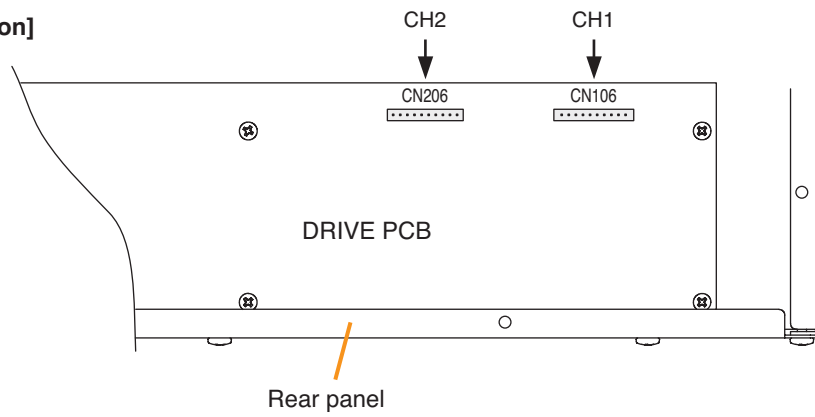 on]
CH2 CH1
CN206 CN106
DRIVE PCB
Rear panel